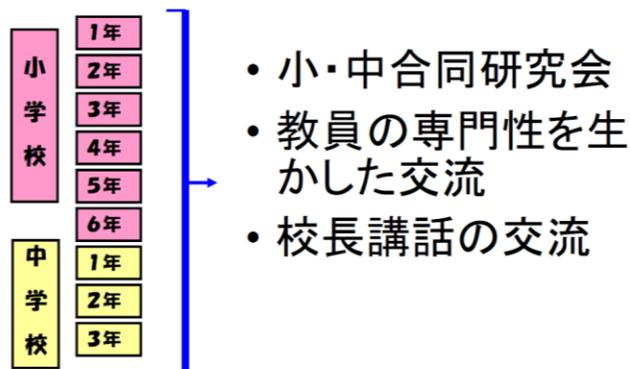 小学校
1年
2年
3年
4年
5年
6年
中学校
1年
2年
3年
• 小・中合同研究会
• 教員の専門性を生
かした交流
• 校長講話の交流